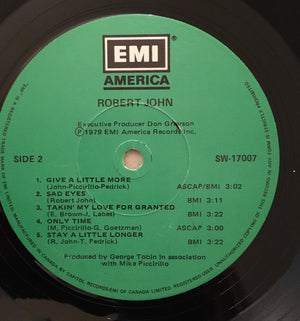 EMI
AMERICA
ROBERT JOHN
Executive Producer Don Grierson
℗1979 EMI America Records Inc.
SIDE 2
SW-17007
1. GIVE A LITTLE MORE
(John-Piccirillo-Pedrick) ASCAP/BMI 3:02
2. SAD EYES
(Robert John) BMI 3:11
3. TAKIN' MY LOVE FOR GRANTED
(E. Brown-J, Labes) BMI 3:22
4. ONLY TIME
(M, Piccirillo-G, Goetzman) ASCAP 3:00
5. STAY A LITTLE LONGER
(R. John-T, Pedrick) BMI 3:22
Produced by George Tobin in association
with Mike Piccirillo